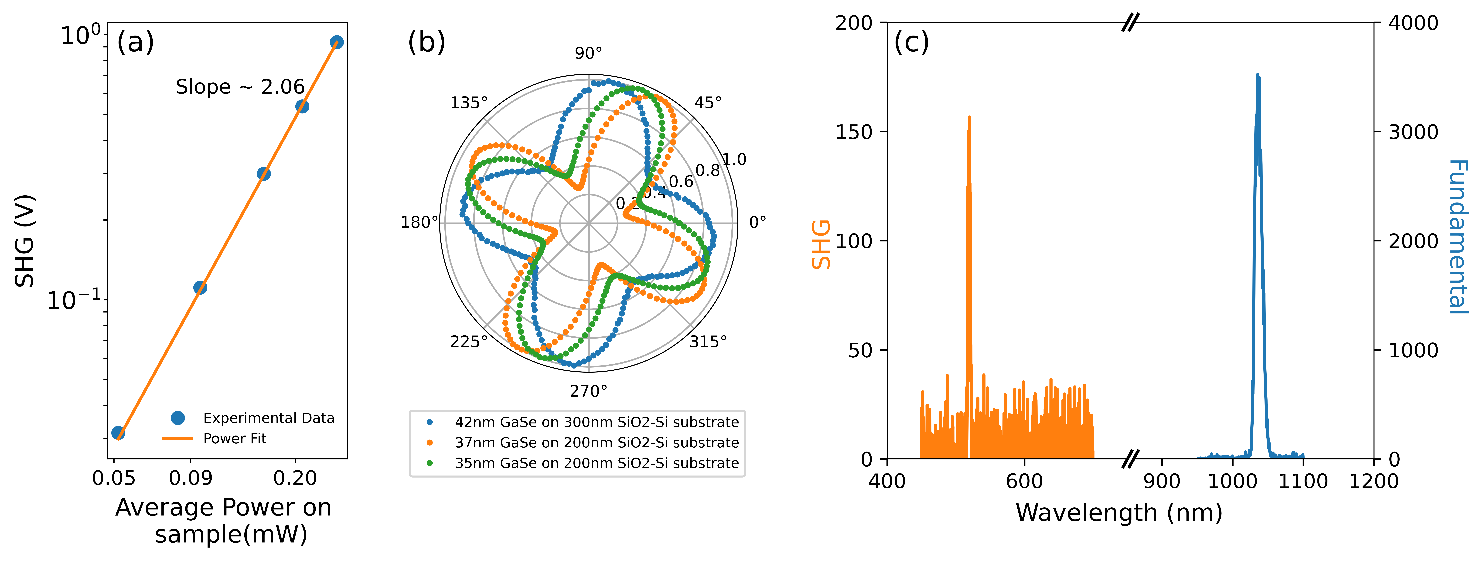 (a)
10⁰
10⁻¹
SHG (V)
Slope ~ 2.06
Experimental Data
Power Fit
0.05
0.09
0.20
Average Power on
sample(mW)
(b)
90°
135°
45°
180°
0°
225°
315°
270°
0.2
0.4
0.6
0.8
1.0
42nm GaSe on 300nm SiO2-Si substrate
37nm GaSe on 200nm SiO2-Si substrate
35nm GaSe on 200nm SiO2-Si substrate
(c)
200
150
100
50
0
SHG
4000
3000
2000
1000
0
Fundamental
400
600
900
1000
1100
1200
Wavelength (nm)